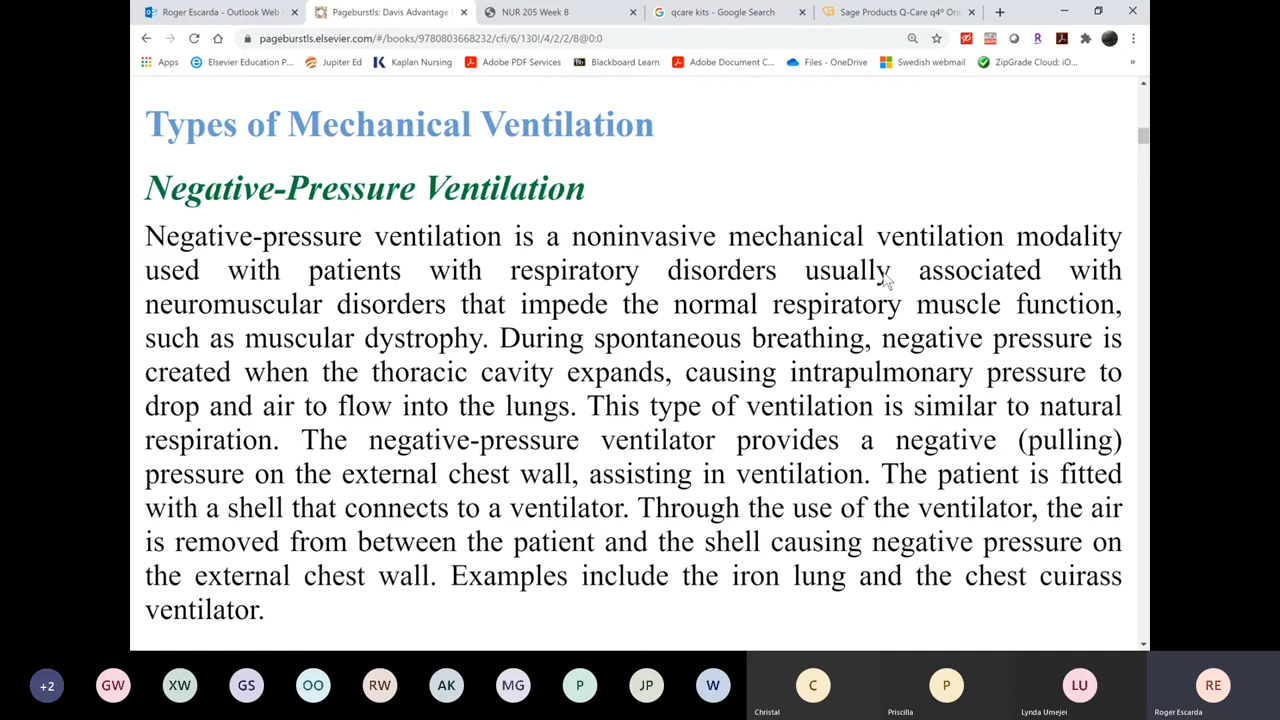 Roger Escarda - Outlook Web
Pageburstls: Davis Advantage
NUR 205 Week 8
qcare kits - Google Search
Sage Products Q-Care q4° Ora
pageburstls.elsevier.com/#/books/9780803668232/cfi/6/130!/4/2/2/8@0:0
Apps
Elsevier Education P...
Jupiter Ed
Kaplan Nursing
Adobe PDF Services
Blackboard Learn
Adobe Document C...
Files - OneDrive
Swedish webmail
ZipGrade Cloud: iO...
»
Types of Mechanical Ventilation
Negative-Pressure Ventilation
Negative-pressure ventilation is a noninvasive mechanical ventilation modality
used with patients with respiratory disorders usually associated with
neuromuscular disorders that impede the normal respiratory muscle function,
such as muscular dystrophy. During spontaneous breathing, negative pressure is
created when the thoracic cavity expands, causing intrapulmonary pressure to
drop and air to flow into the lungs. This type of ventilation is similar to natural
respiration. The negative-pressure ventilator provides a negative (pulling)
pressure on the external chest wall, assisting in ventilation. The patient is fitted
with a shell that connects to a ventilator. Through the use of the ventilator, the air
is removed from between the patient and the shell causing negative pressure on
the external chest wall. Examples include the iron lung and the chest cuirass
ventilator.
+2
GW
XW
GS
OO
RW
AK
MG
P
JP
W
C
P
LU
RE
Christal
Priscilla
Lynda Umejei
Roger Escarda